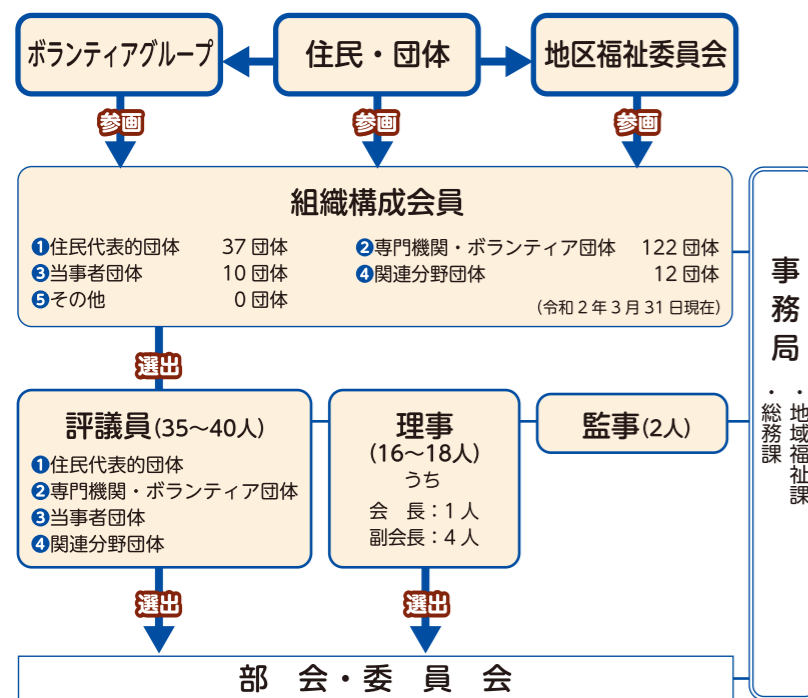 ボランティアグループ
住民・団体
地区福祉委員会
参画
参画
参画
組織構成会員
❶住民代表的団体 37 団体
❷専門機関・ボランティア団体 122 団体
❸当事者団体 10 団体
❹関連分野団体 12 団体
❺その他 0 団体
(令和 2 年 3 月 31 日現在)
選出
評議員(35～40人)
❶住民代表的団体
❷専門機関・ボランティア団体
❸当事者団体
❹関連分野団体
理事
(16～18人)
うち
会 長：1 人
副会長：4 人
監事(2人)
事務局
・地域福祉課
・総務課
選出
選出
部 会・委 員 会